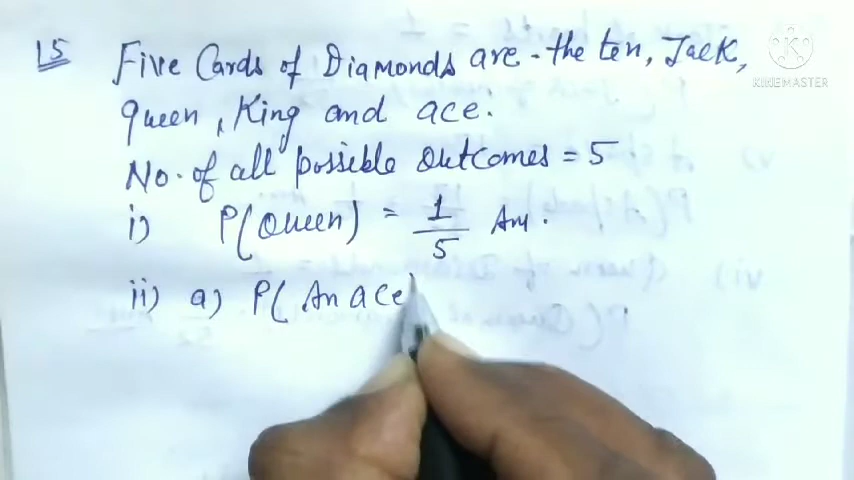 15 Five Cards of Diamonds are - the ten, Jack,
Queen, King and ace.
No. of all possible Outcomes = 5
i) P(Queen) = 1/5 Ans.
ii) a) P( An ace)
KINEMASTER